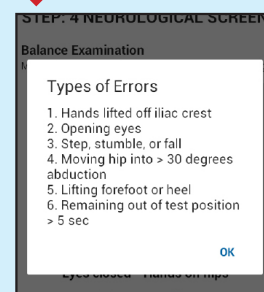 STEP: 4 NEUROLOGICAL SCREEN
Balance Examination
Types of Errors
1. Hands lifted off iliac crest
2. Opening eyes
3. Step, stumble, or fall
4. Moving hip into > 30 degrees
abduction
5. Lifting forefoot or heel
6. Remaining out of test position
> 5 sec
OK
Eyes closed - Hands on hips